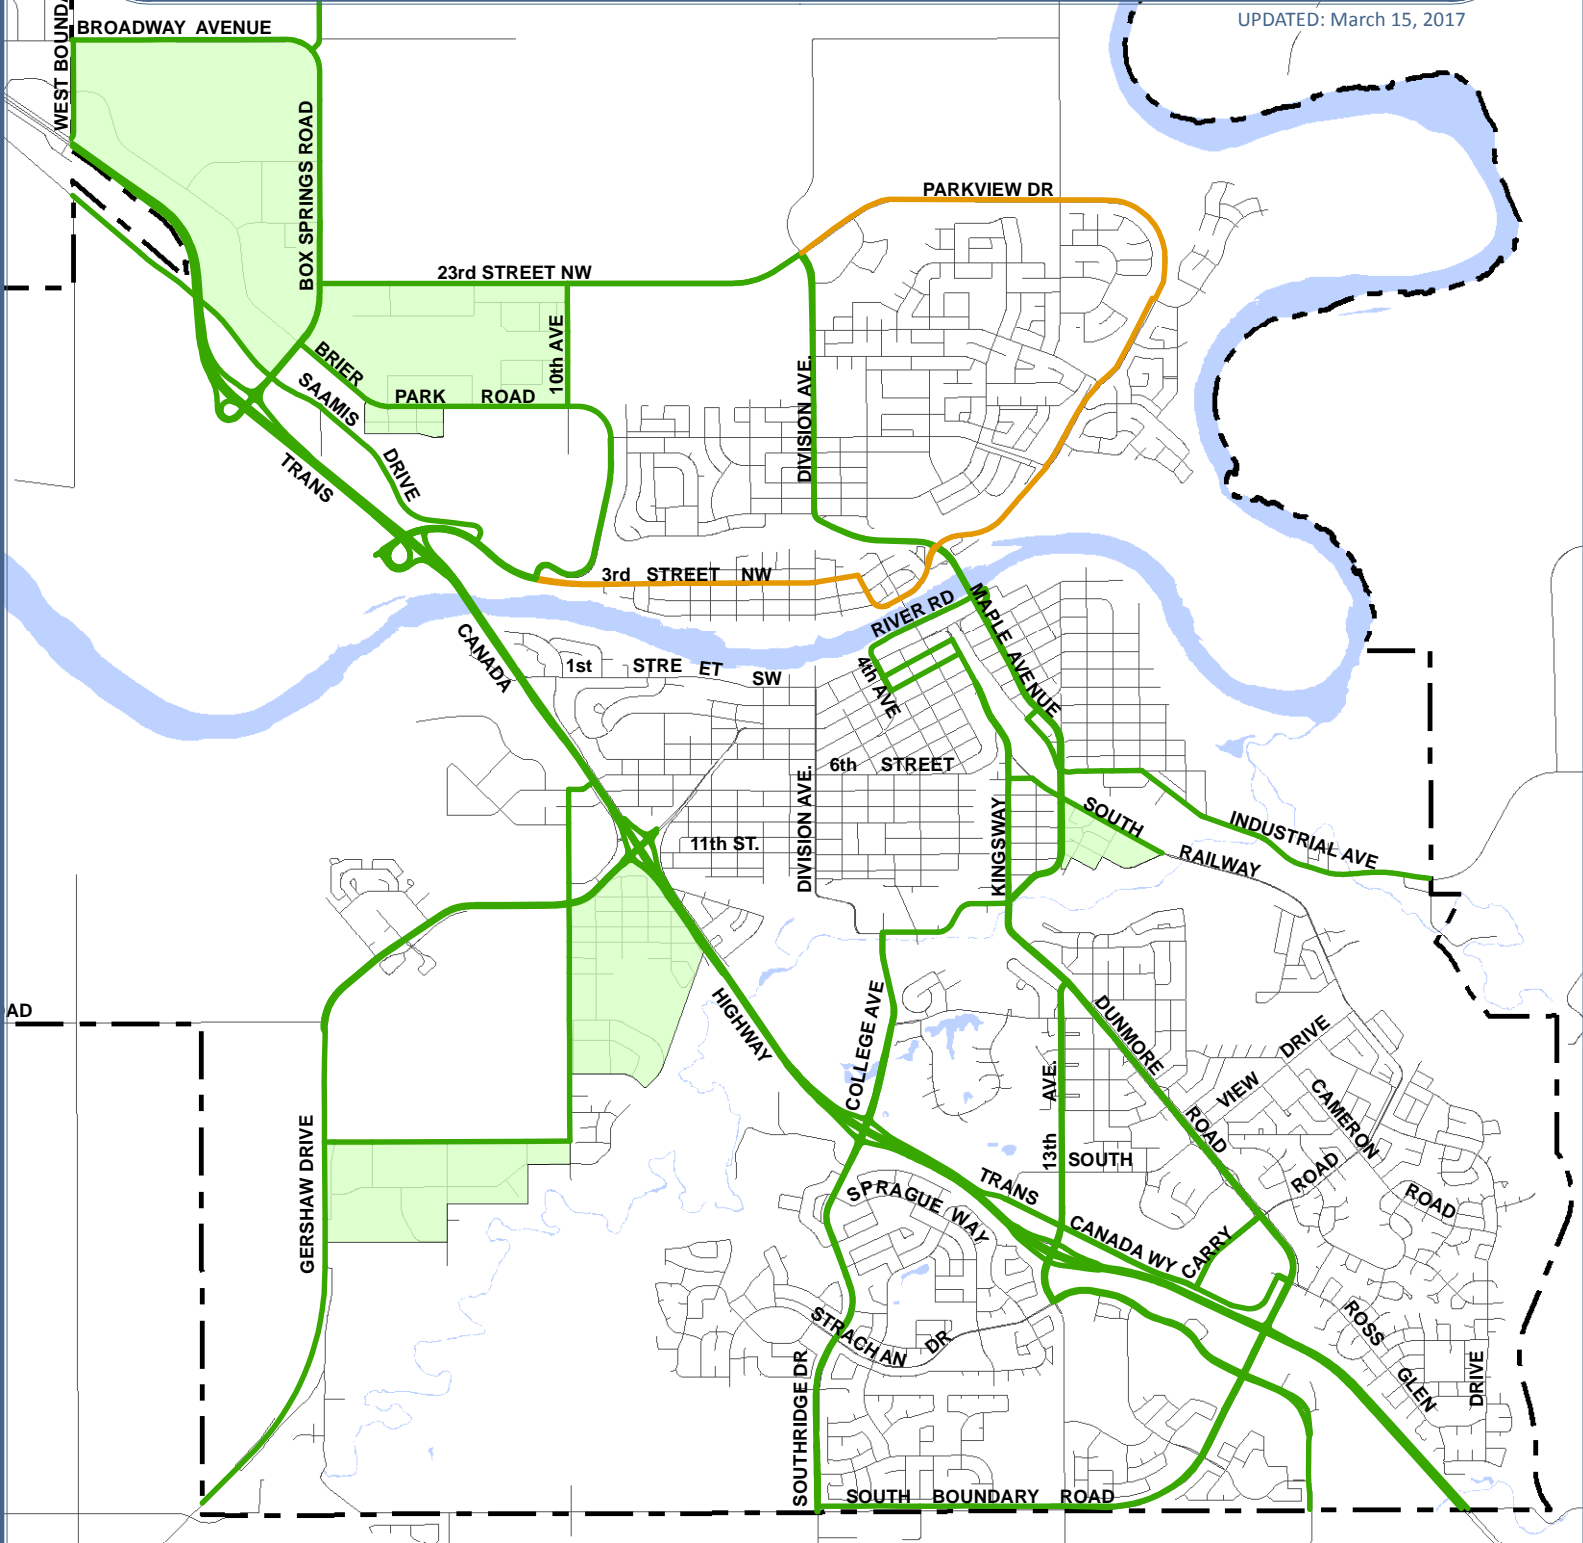 UPDATED: March 15, 2017
BROADWAY AVENUE
WEST BOUNDA
BOX SPRINGS ROAD
PARKVIEW DR
23rd STREET NW
10th AVE
BRIER
PARK ROAD
SAAMIS
DRIVE
DIVISION AVE.
TRANS
3rd STREET NW
RIVER RD
MAPLE AVENUE
CANADA
1st STRE ET SW
4th AVE
6th STREET
DIVISION AVE.
KINGSWAY
SOUTH
RAILWAY
INDUSTRIAL AVE
11th ST.
HIGHWAY
COLLEGE AVE
DUNMORE
ROAD
AD
VIEW DRIVE
CAMERON
ROAD
13th AVE.
SOUTH
ROAD
GERSHAW DRIVE
SPRAGUE WAY
TRANS
CANADA WY
CARRY
STRACHAN DR
ROSS
GLEN
DRIVE
SOUTHRIDGE DR
SOUTH BOUNDARY ROAD